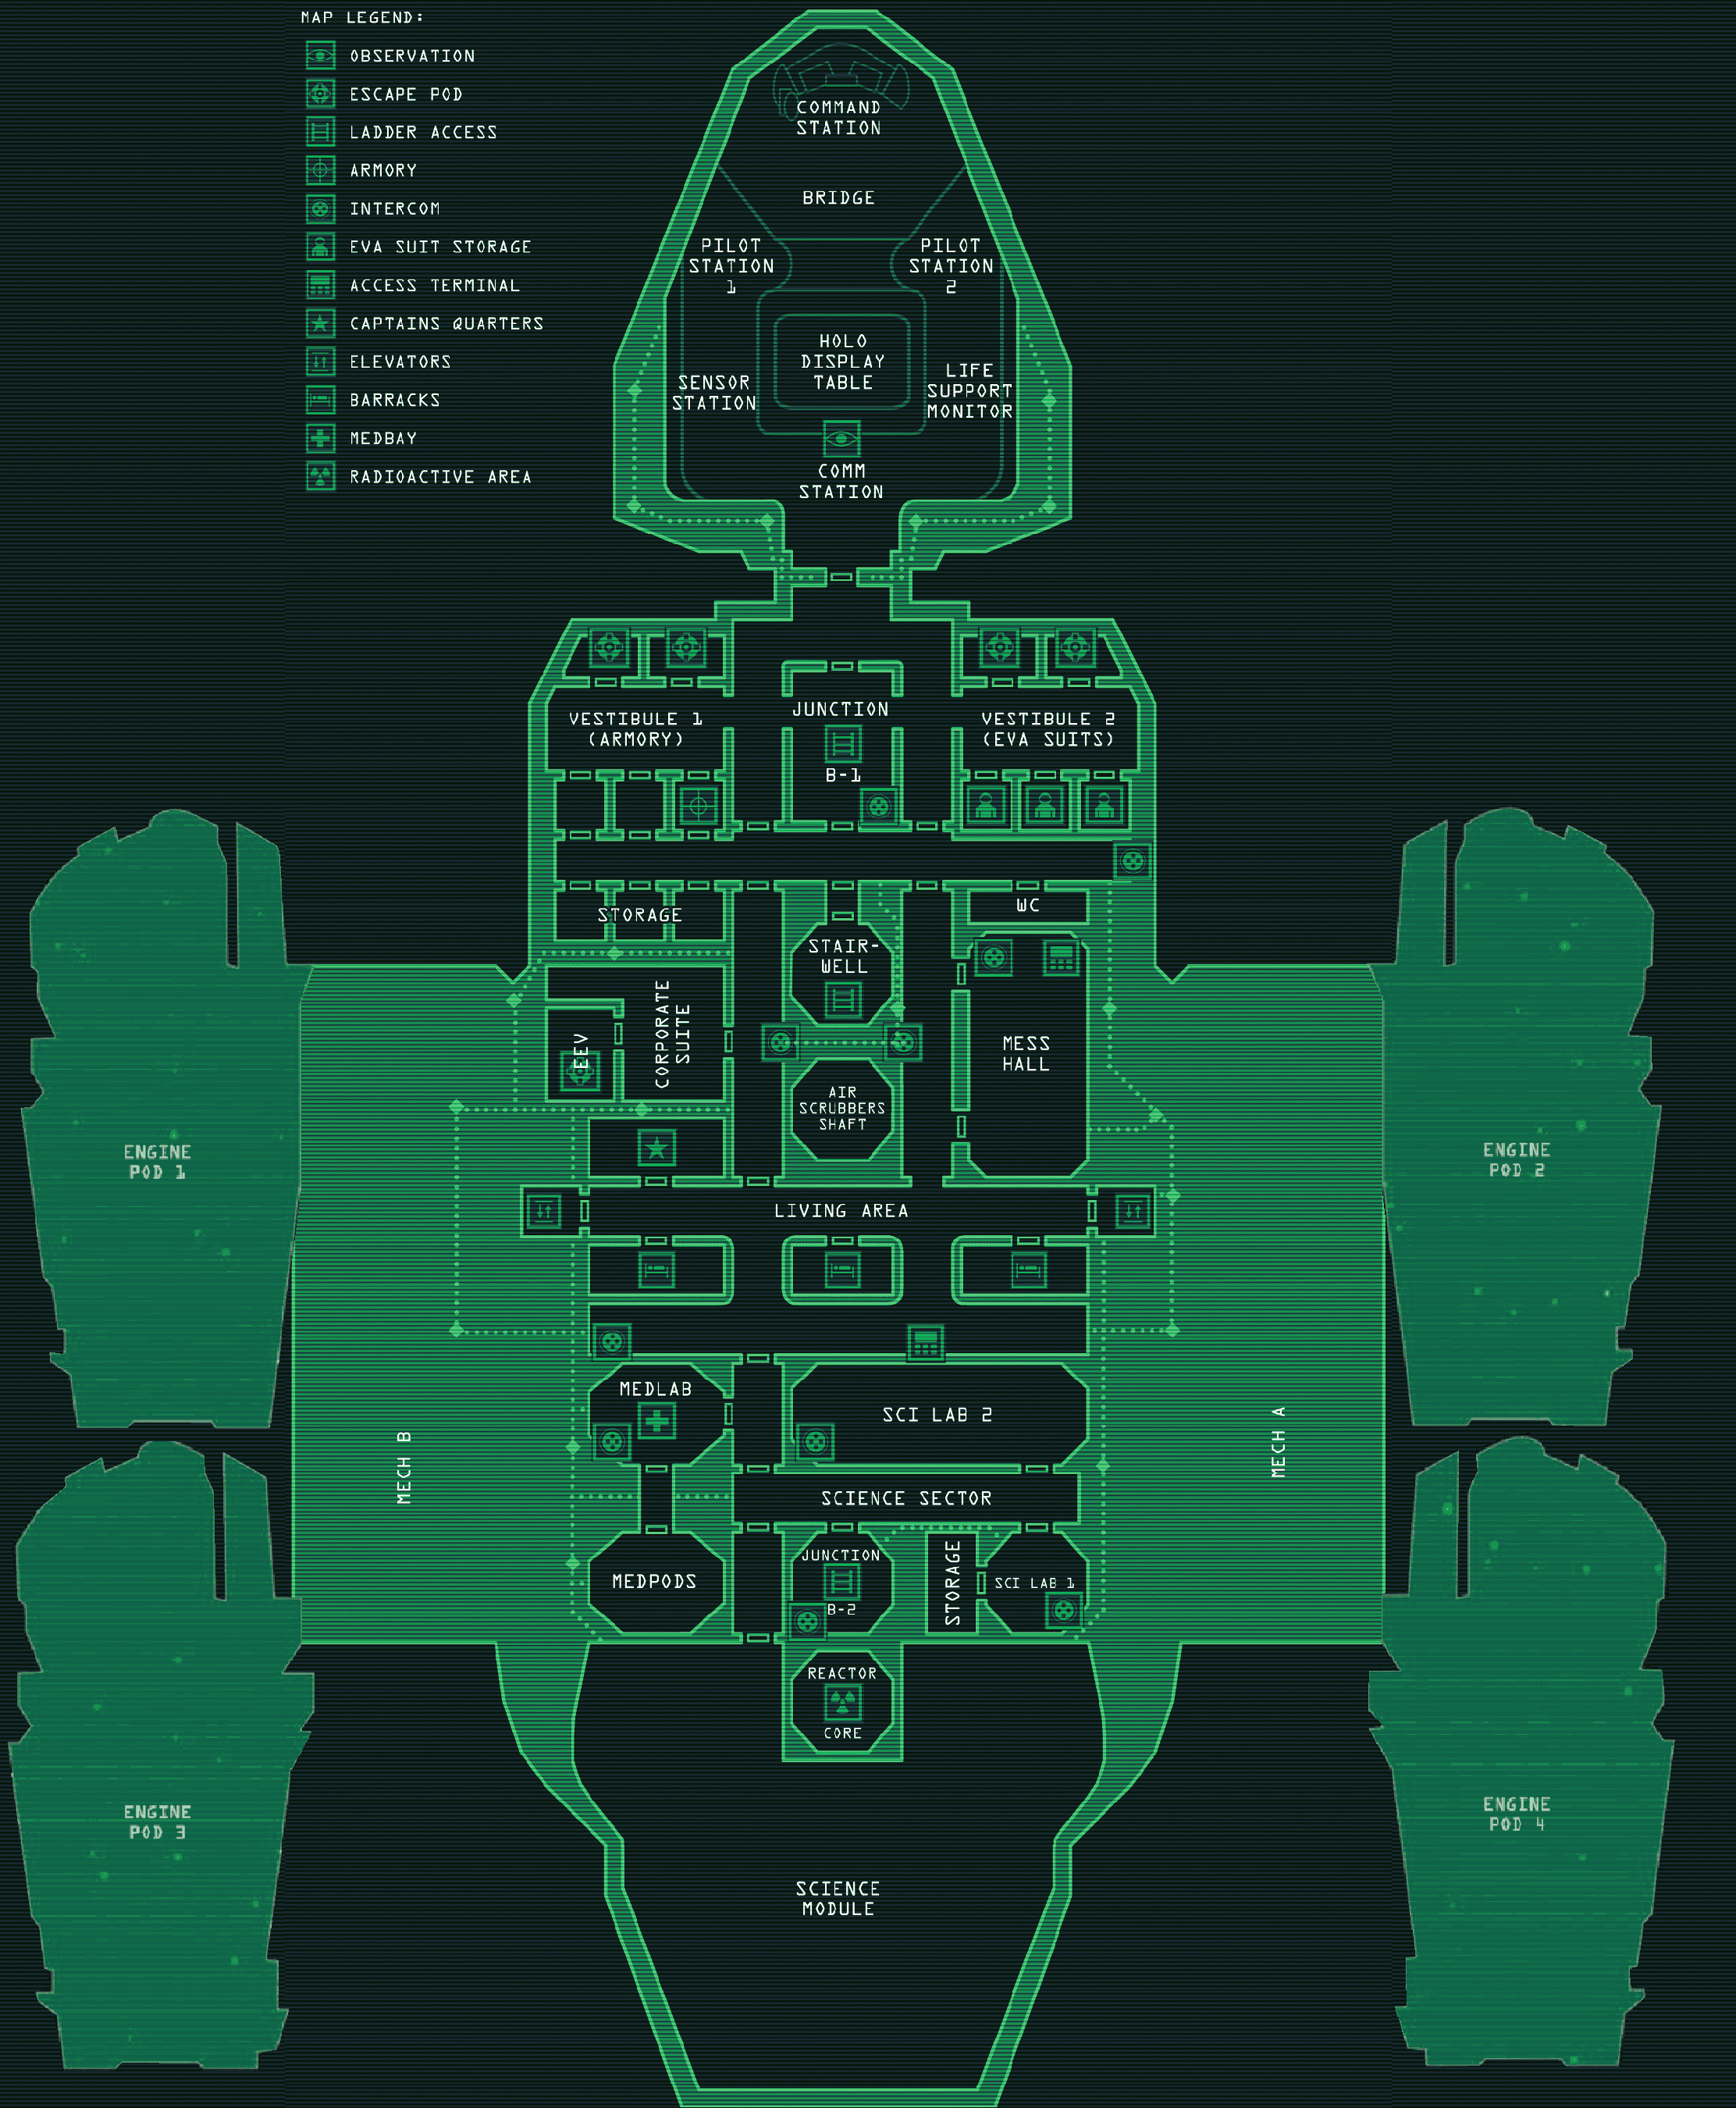 MAP LEGEND:
OBSERVATION
ESCAPE POD
LADDER ACCESS
ARMORY
INTERCOM
EVA SUIT STORAGE
ACCESS TERMINAL
CAPTAINS QUARTERS
ELEVATORS
BARRACKS
MEDBAY
RADIOACTIVE AREA
COMMAND
STATION
BRIDGE
PILOT
STATION
1
PILOT
STATION
2
HOLO
DISPLAY
TABLE
SENSOR
STATION
LIFE
SUPPORT
MONITOR
COMM
STATION
VESTIBULE 1
(ARMORY)
JUNCTION
B-1
VESTIBULE 2
(EVA SUITS)
STORAGE
WC
STAIR-
WELL
CORPORATE
SUITE
EEV
MESS
HALL
AIR
SCRUBBERS
SHAFT
ENGINE
POD 1
ENGINE
POD 2
LIVING AREA
MEDLAB
SCI LAB 2
MECH B
MECH A
SCIENCE SECTOR
MEDPODS
JUNCTION
B-2
STORAGE
SCI LAB 1
REACTOR
CORE
ENGINE
POD 3
ENGINE
POD 4
SCIENCE
MODULE